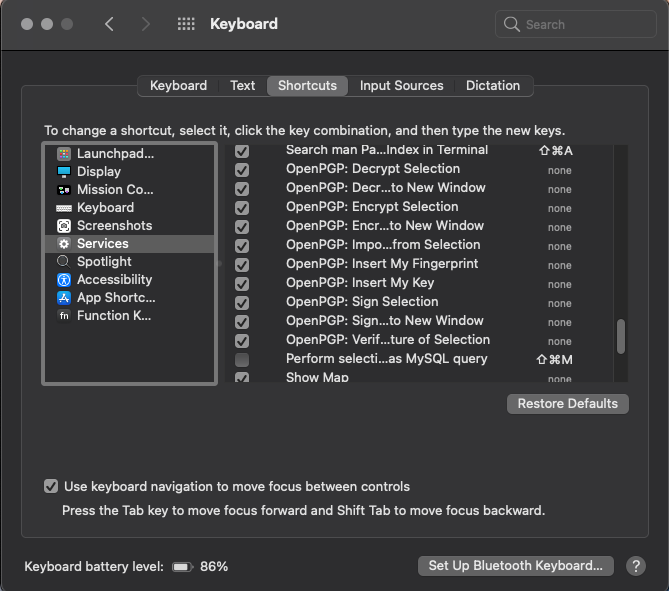 Keyboard
Search
Keyboard
Text
Shortcuts
Input Sources
Dictation
To change a shortcut, select it, click the key combination, and then type the new keys.
Launchpad...
Display
Mission Co...
Keyboard
Screenshots
Services
Spotlight
Accessibility
App Shortc...
fn Function K...
Search man Pa...Index in Terminal ⇧⌘A
OpenPGP: Decrypt Selection none
OpenPGP: Decr...to New Window none
OpenPGP: Encrypt Selection none
OpenPGP: Encr...to New Window none
OpenPGP: Impo...from Selection none
OpenPGP: Insert My Fingerprint none
OpenPGP: Insert My Key none
OpenPGP: Sign Selection none
OpenPGP: Sign...to New Window none
OpenPGP: Verif...ture of Selection none
Perform selecti...as MySQL query ⇧⌘M
Show Map none
Restore Defaults
Use keyboard navigation to move focus between controls
Press the Tab key to move focus forward and Shift Tab to move focus backward.
Keyboard battery level: 86%
Set Up Bluetooth Keyboard...
?